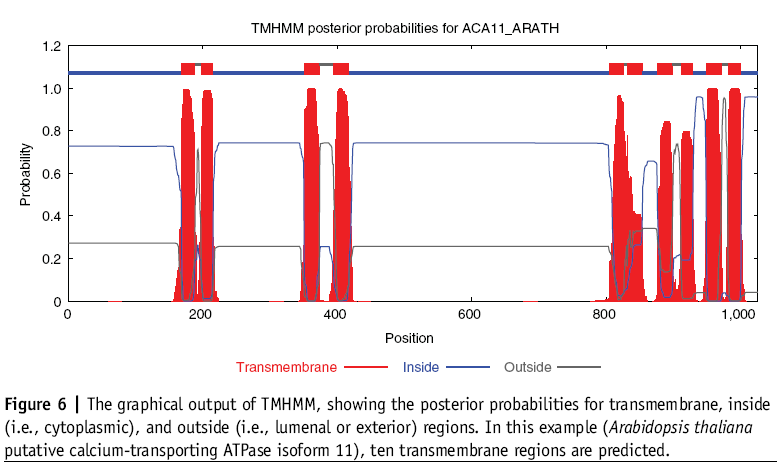 TMHMM posterior probabilities for ACA11_ARATH
1.2
1.0
0.8
0.6
0.4
0.2
0
Probability
0 200 400 600 800 1,000
Position
Transmembrane Inside Outside
Figure 6 | The graphical output of TMHMM, showing the posterior probabilities for transmembrane, inside
(i.e., cytoplasmic), and outside (i.e., lumenal or exterior) regions. In this example (Arabidopsis thaliana
putative calcium-transporting ATPase isoform 11), ten transmembrane regions are predicted.